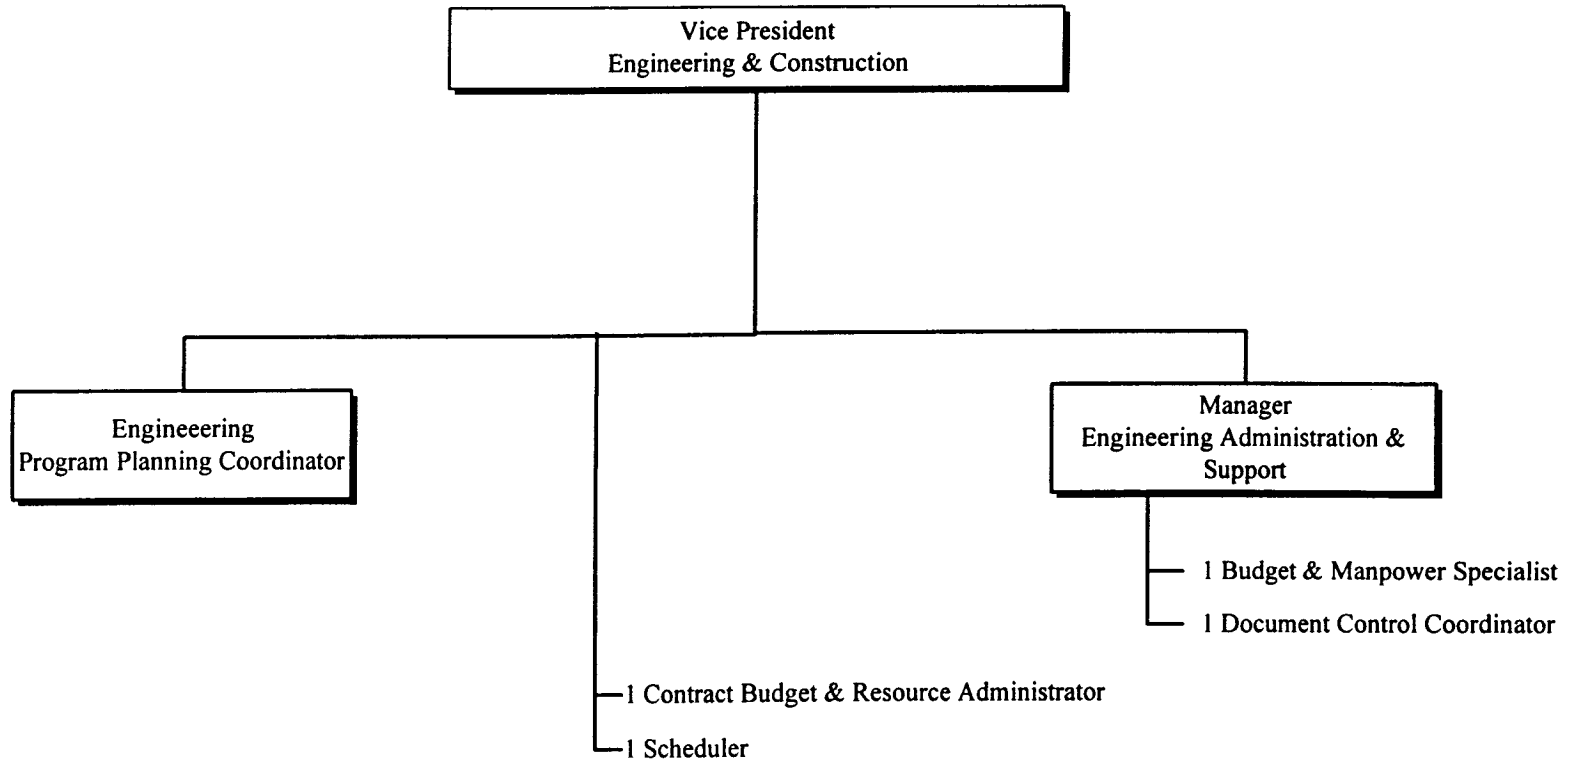 Vice President
Engineering & Construction
Engineeering
Program Planning Coordinator
Manager
Engineering Administration &
Support
1 Budget & Manpower Specialist
1 Document Control Coordinator
1 Contract Budget & Resource Administrator
1 Scheduler